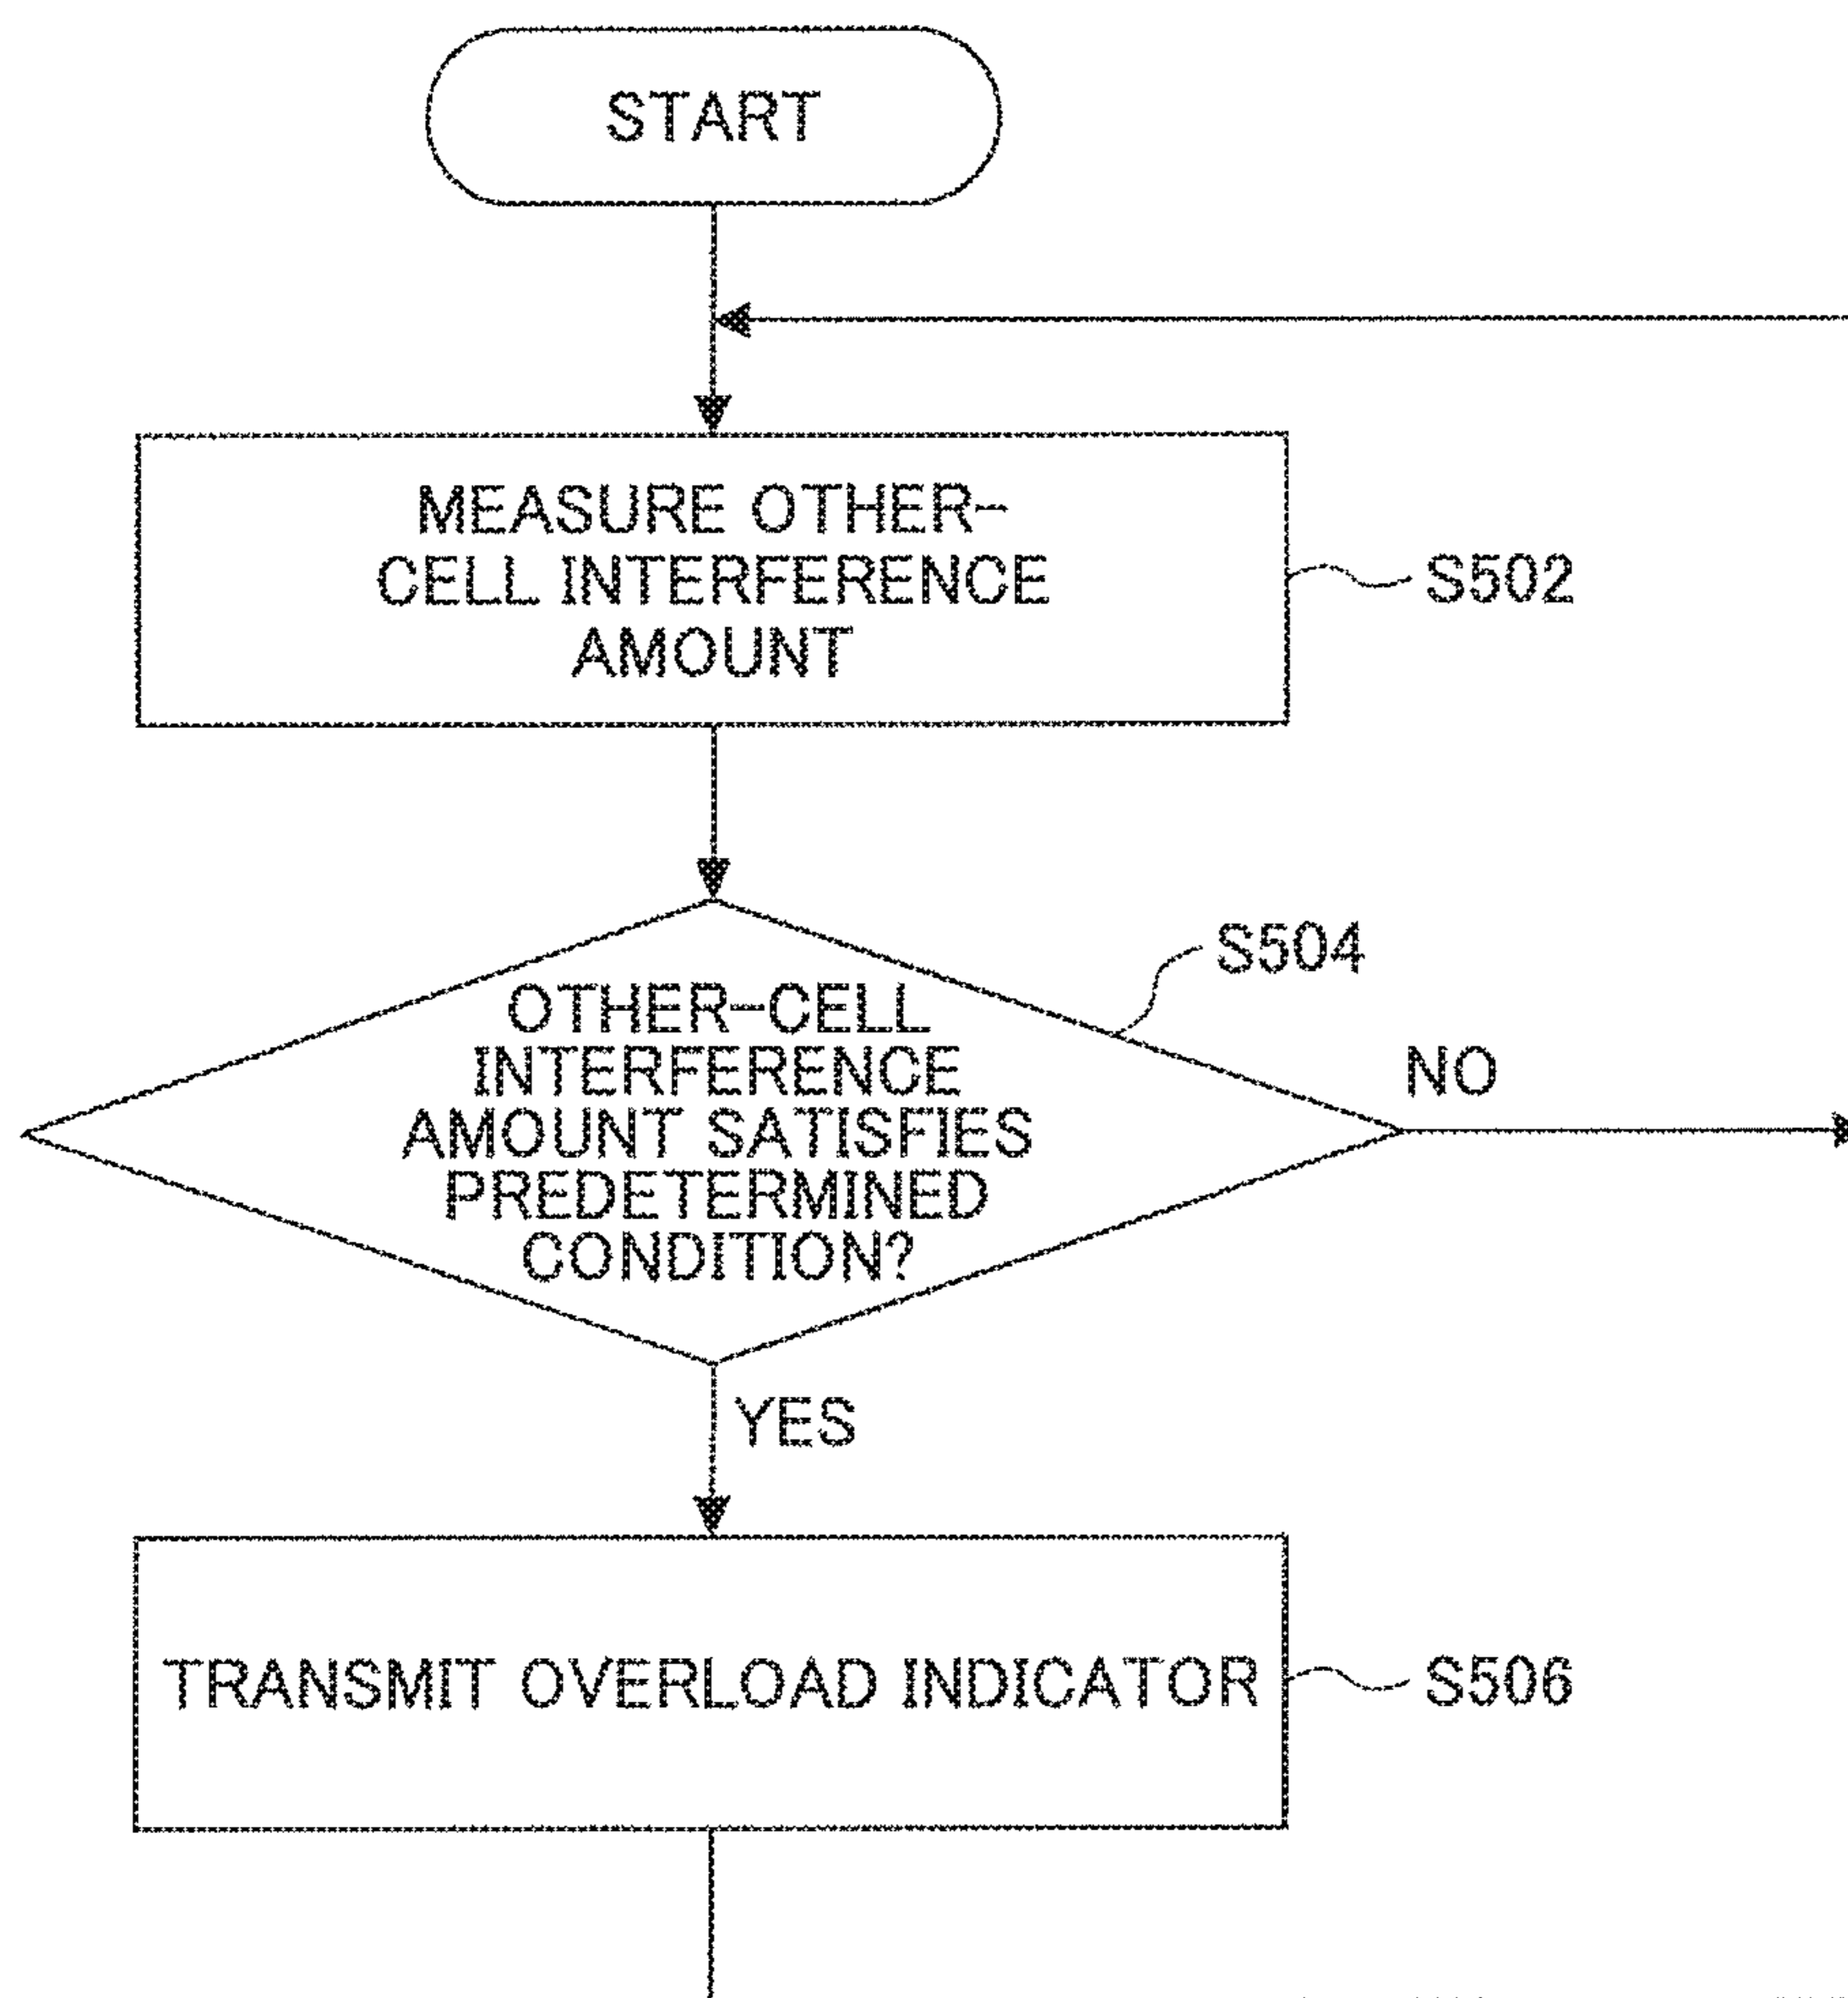 START
MEASURE OTHER-
CELL INTERFERENCE
AMOUNT
S502
S504
OTHER-CELL
INTERFERENCE
AMOUNT SATISFIES
PREDETERMINED
CONDITION?
NO
YES
TRANSMIT OVERLOAD INDICATOR
S506